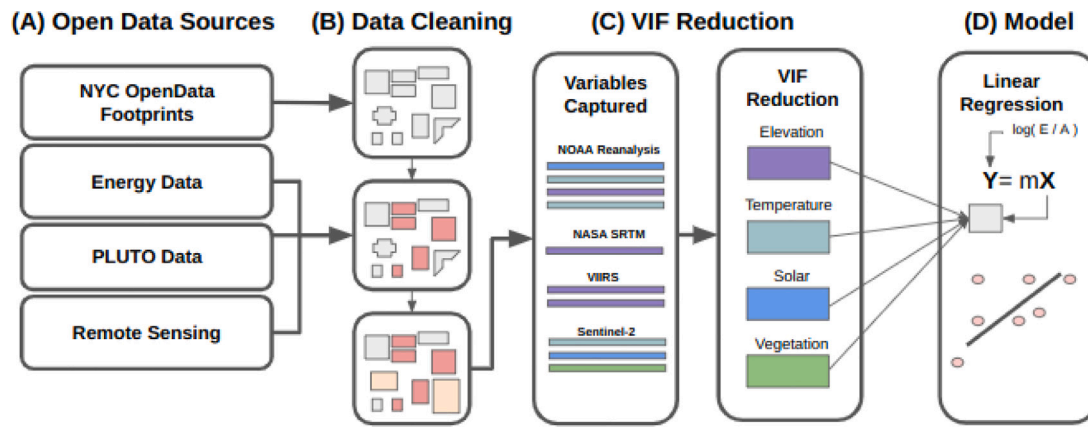 (A) Open Data Sources
(B) Data Cleaning
(C) VIF Reduction
(D) Model
NYC OpenData
Footprints
Energy Data
PLUTO Data
Remote Sensing
Variables
Captured
NOAA Reanalysis
NASA SRTM
VIIRS
Sentinel-2
VIF
Reduction
Elevation
Temperature
Solar
Vegetation
Linear
Regression
log( E / A )
Y= mX